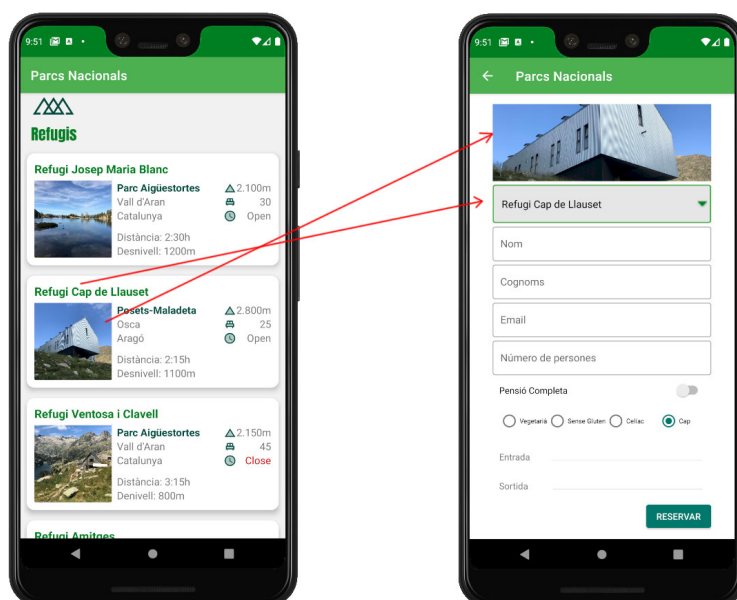 9:51
Parcs Nacionals
Refugis
Refugi Josep Maria Blanc
Parc Aigüestortes 2.100m
Vall d'Aran 30
Catalunya Open
Distància: 2:30h
Desnivell: 1200m
Refugi Cap de Llauset
Posets-Maladeta 2.800m
Osca 25
Aragó Open
Distància: 2:15h
Desnivell: 1100m
Refugi Ventosa i Clavell
Parc Aigüestortes 2.150m
Vall d'Aran 45
Catalunya Close
Distància: 3:15h
Denivell: 800m
Refugi Amitges
9:51
Parcs Nacionals
Refugi Cap de Llauset
Nom
Cognoms
Email
Número de persones
Pensió Completa
Vegetarià Sense Gluten Celíac Cap
Entrada
Sortida
RESERVAR